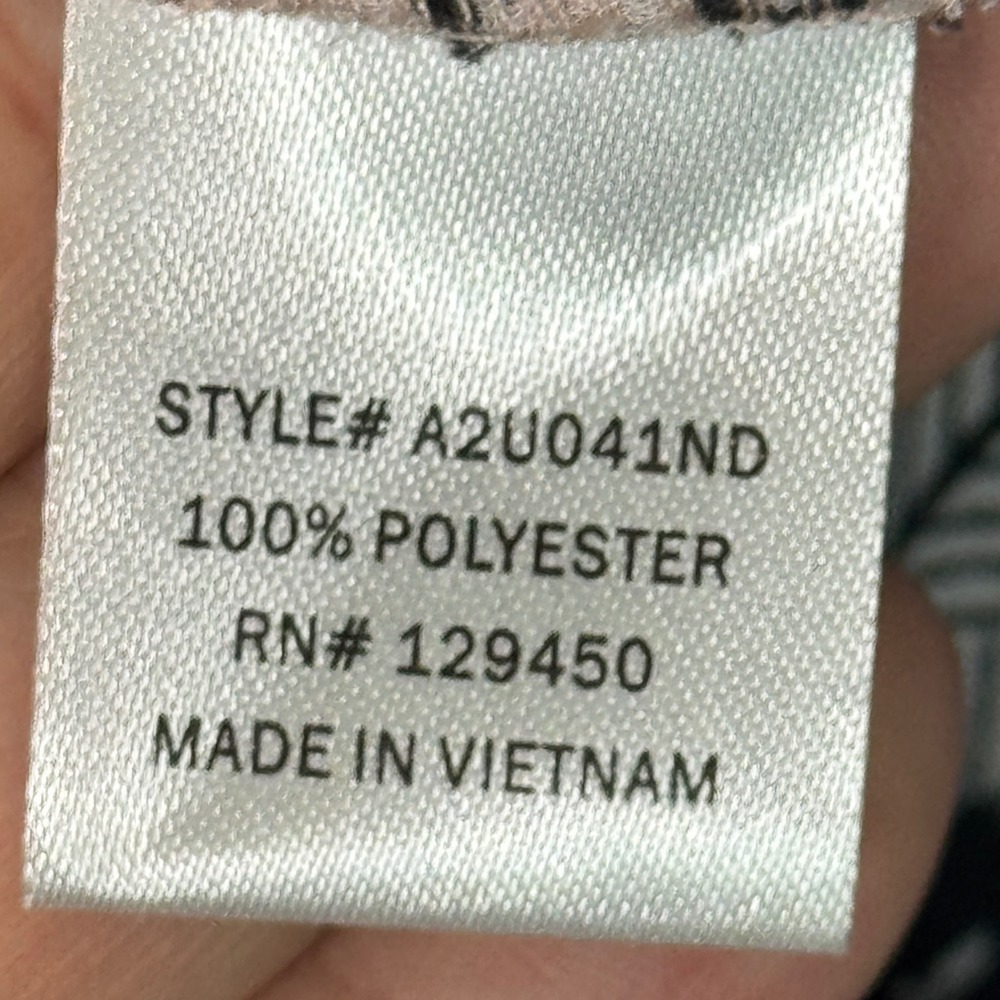 STYLE# A2U041ND
100% POLYESTER
RN# 129450
MADE IN VIETNAM